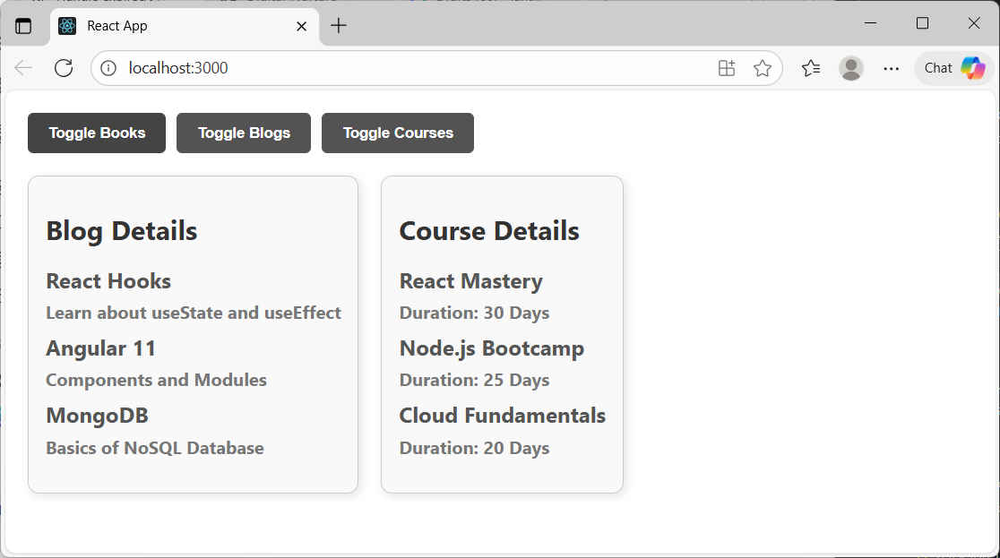 React App
localhost:3000
Chat
Toggle Books Toggle Blogs Toggle Courses
Blog Details
React Hooks
Learn about useState and useEffect
Angular 11
Components and Modules
MongoDB
Basics of NoSQL Database
Course Details
React Mastery
Duration: 30 Days
Node.js Bootcamp
Duration: 25 Days
Cloud Fundamentals
Duration: 20 Days